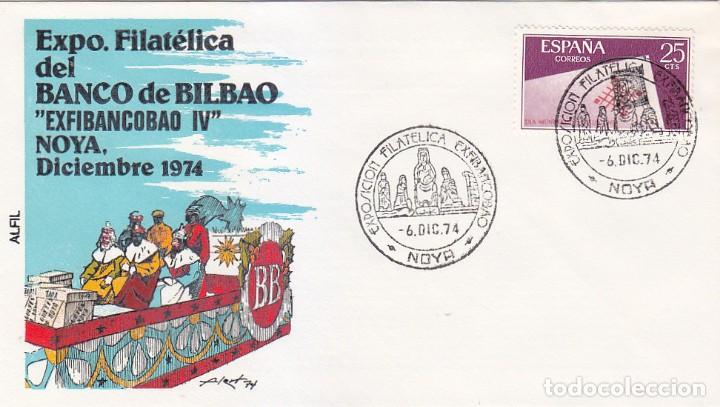 Expo. Filatélica
del
BANCO de BILBAO
"EXFIBANCOBAO IV"
NOYA,
Diciembre 1974
ALFIL
BB
ESPAÑA
CORREOS
25
CTS
EXPOSICION FILATELICA EXFIBANCOBAO
-6.DIC.74
NOYA
EXPOSICION FILATELICA EXFIBANCOBAO
-6.DIC.74
NOYA
todocoleccion.net